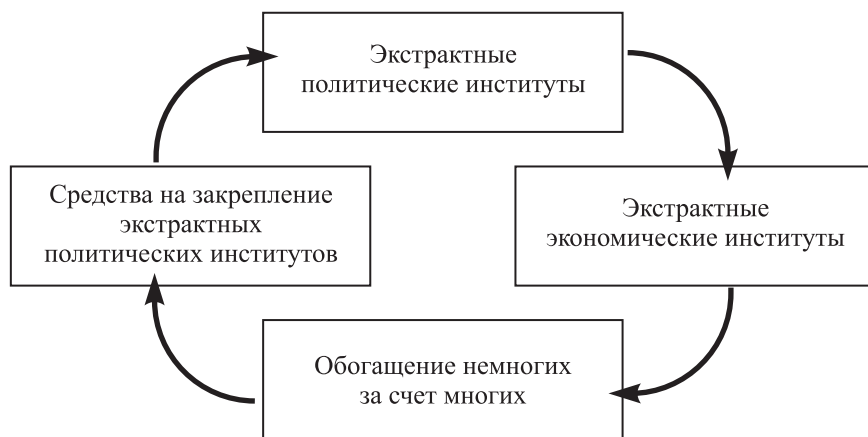 Экстрактные
политические институты
Средства на закрепление
экстрактных
политических институтов
Экстрактные
экономические институты
Обогащение немногих
за счет многих